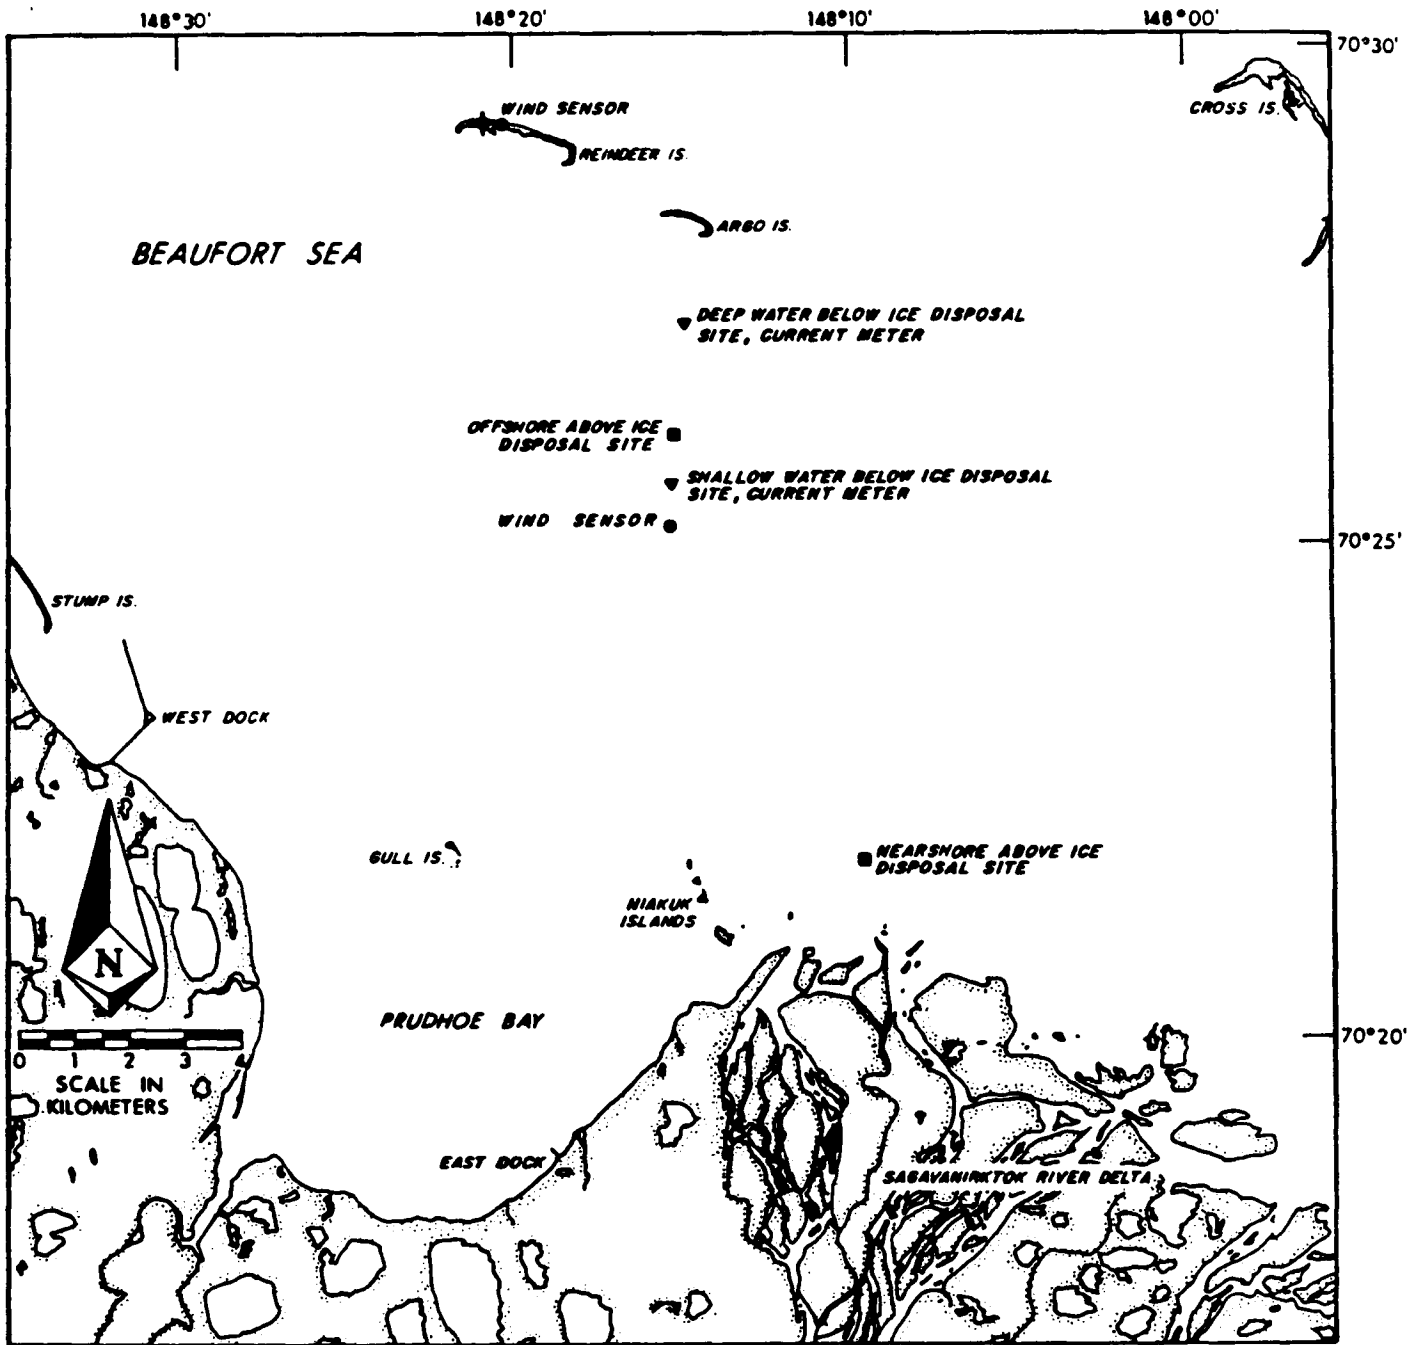 148°30'
148°20'
148°10'
148°00'
70°30'
WIND SENSOR
CROSS IS.
REINDEER IS.
ARGO IS.
BEAUFORT SEA
DEEP WATER BELOW ICE DISPOSAL
SITE, CURRENT METER
OFFSHORE ABOVE ICE
DISPOSAL SITE
SHALLOW WATER BELOW ICE DISPOSAL
SITE, CURRENT METER
WIND SENSOR
70°25'
STUMP IS.
WEST DOCK
GULL IS.
NEARSHORE ABOVE ICE
DISPOSAL SITE
NIAKUK
ISLANDS
N
PRUDHOE BAY
70°20'
0 1 2 3 4
SCALE IN
KILOMETERS
EAST DOCK
SAGAVANIRKTOK RIVER DELTA